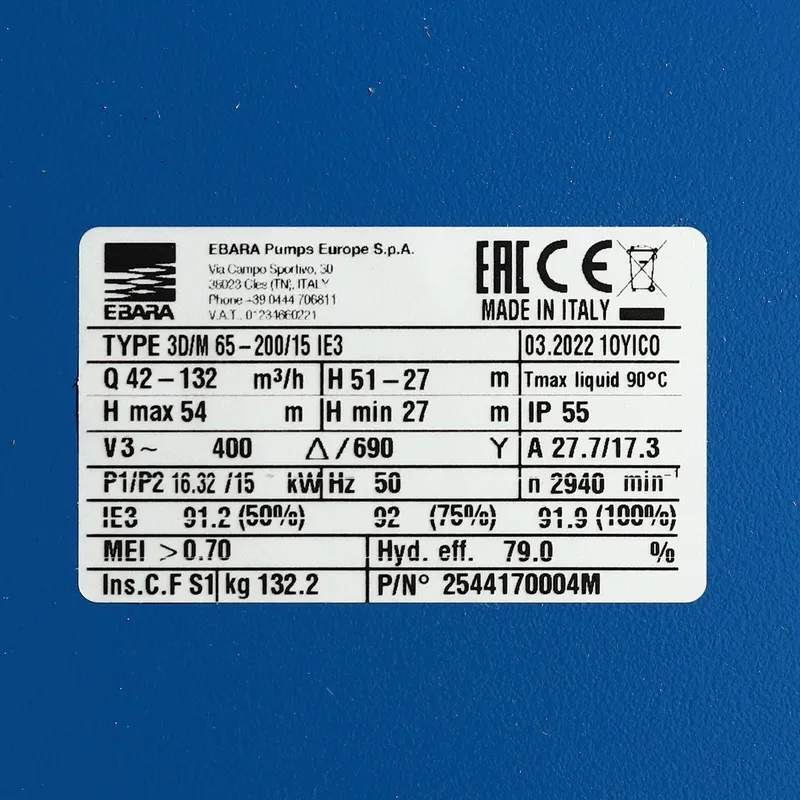 EBARA
EBARA Pumps Europe S.p.A.
Via Campo Sportivo, 30
38023 Cles (TN), ITALY
Phone +39 0444 706811
V.A.T. 01234660221
EAC CE
MADE IN ITALY
TYPE 3D/M 65-200/15 IE3 03.2022 10YICO
Q 42-132 m³/h H 51-27 m Tmax liquid 90°C
H max 54 m H min 27 m IP 55
V3~ 400 Δ/690 Y A 27.7/17.3
P1/P2 16.32 /15 kW Hz 50 n 2940 min⁻¹
IE3 91.2 (50%) 92 (75%) 91.9 (100%)
MEI >0.70 Hyd. eff. 79.0 %
Ins.C.F S1 kg 132.2 P/N° 2544170004M